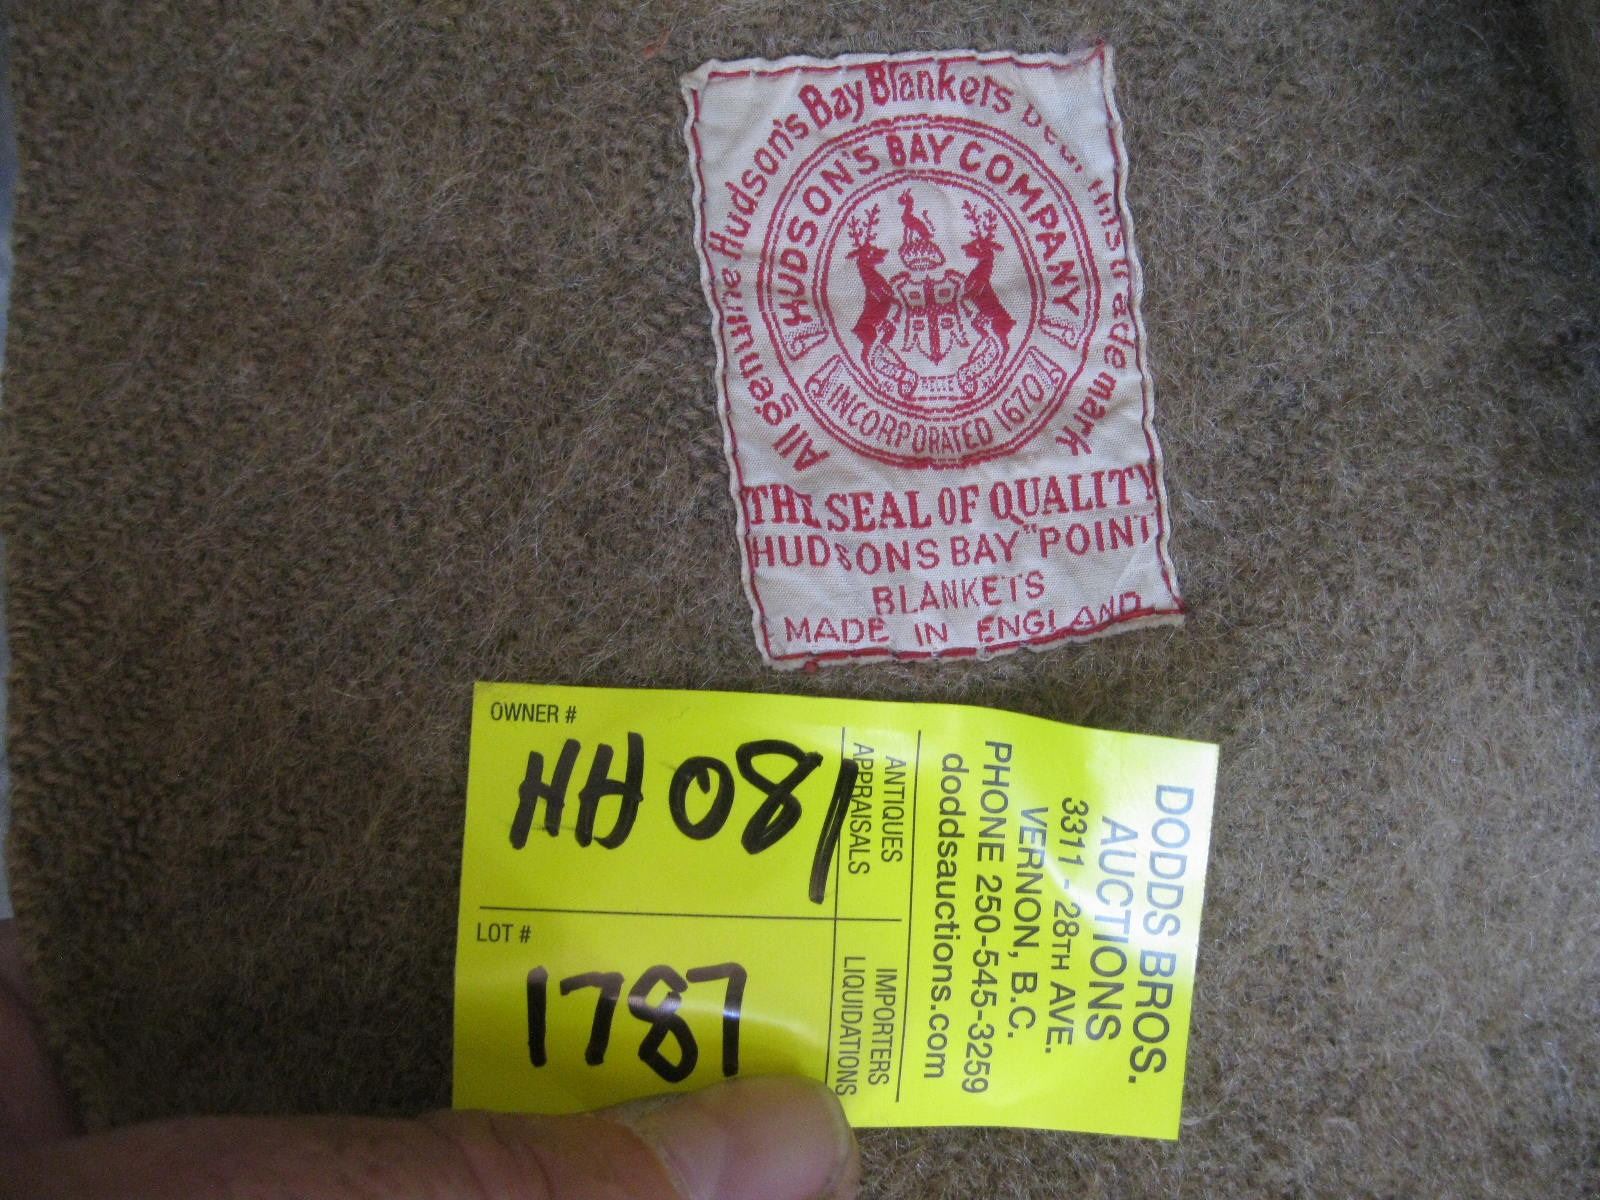 All genuine Hudson's Bay Blankets bear this trade mark
HUDSON'S BAY COMPANY
INCORPORATED 1670
THE SEAL OF QUALITY
HUDSONS BAY "POINT
BLANKETS
MADE IN ENGLAND
OWNER #
HH 081
LOT #
1787
ANTIQUES
APPRAISALS
IMPORTERS
LIQUIDATIONS
DODDS BROS.
AUCTIONS
3311 - 28TH AVE.
VERNON, B.C.
PHONE 250-545-3259
doddsauctions.com